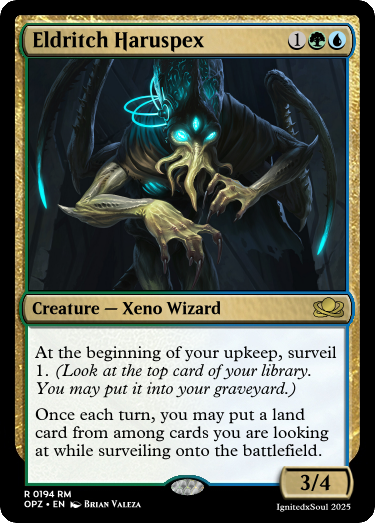 Eldritch Haruspex 1
Creature — Xeno Wizard
At the beginning of your upkeep, surveil
1. (Look at the top card of your library.
You may put it into your graveyard.)
Once each turn, you may put a land
card from among cards you are looking
at while surveiling onto the battlefield.
3/4
R 0194 RM
OPZ • EN Brian Valeza
IgnitedxSoul 2025